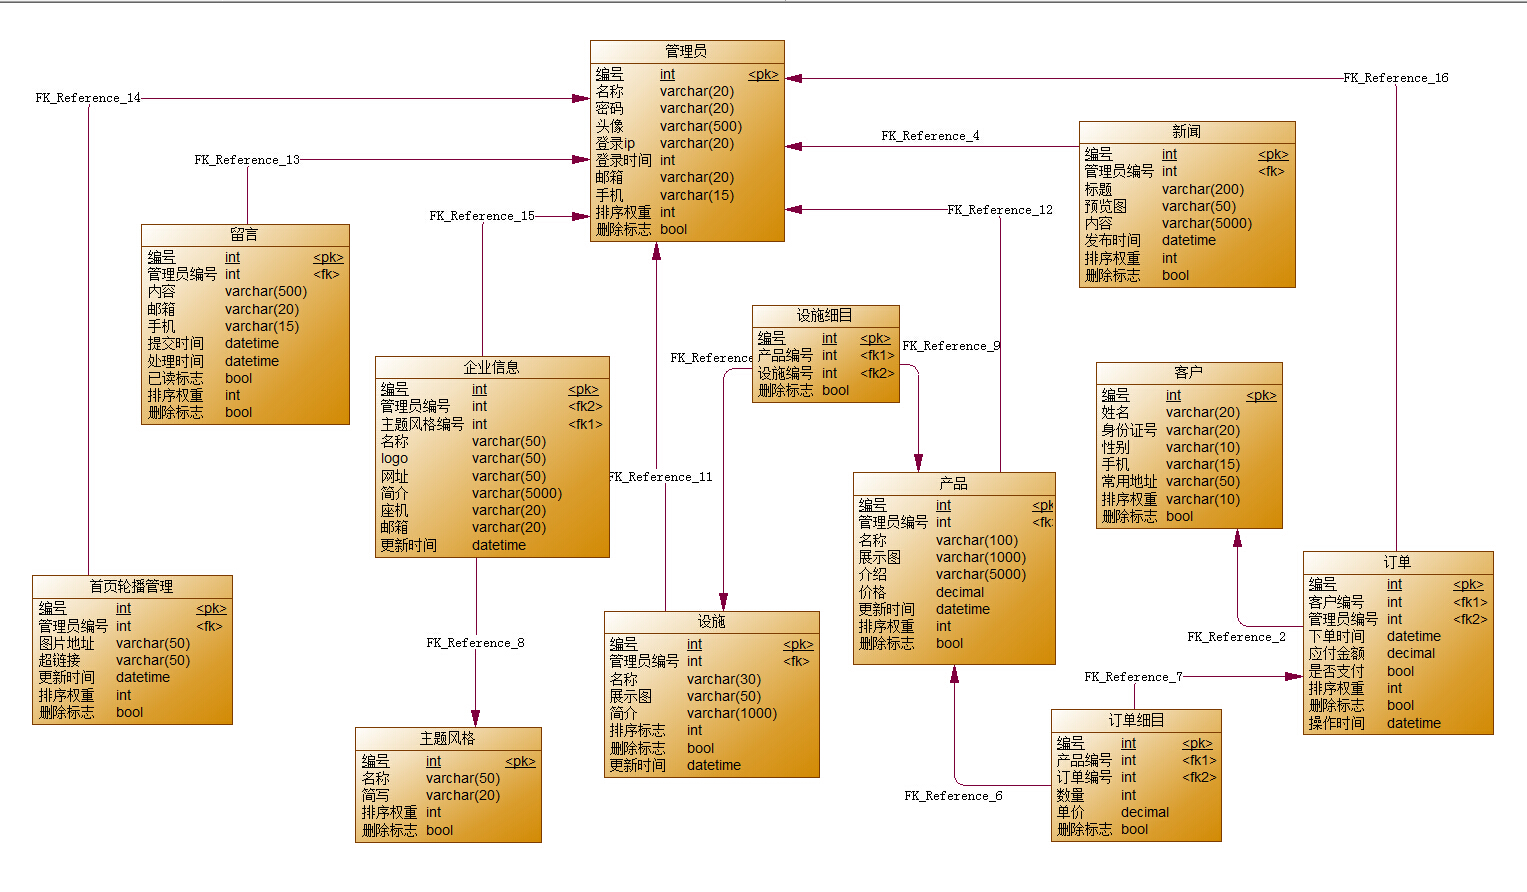 管理员
编号 int <pk>
名称 varchar(20)
密码 varchar(20)
头像 varchar(500)
登录ip varchar(20)
登录时间 int
邮箱 varchar(20)
手机 varchar(15)
排序权重 int
删除标志 bool
FK_Reference_14
FK_Reference_13
FK_Reference_15
FK_Reference_4
FK_Reference_12
FK_Reference_16
新闻
编号 int <pk>
管理员编号 int <fk>
标题 varchar(200)
预览图 varchar(50)
内容 varchar(5000)
发布时间 datetime
排序权重 int
删除标志 bool
留言
编号 int <pk>
管理员编号 int <fk>
内容 varchar(500)
邮箱 varchar(20)
手机 varchar(15)
提交时间 datetime
处理时间 datetime
已读标志 bool
排序权重 int
删除标志 bool
设施细目
编号 int <pk>
产品编号 int <fk1>
设施编号 int <fk2>
删除标志 bool
FK_Reference
FK_Reference_9
企业信息
编号 int <pk>
管理员编号 int <fk2>
主题风格编号 int <fk1>
名称 varchar(50)
logo varchar(50)
网址 varchar(50)
简介 varchar(5000)
座机 varchar(20)
邮箱 varchar(20)
更新时间 datetime
FK_Reference_11
客户
编号 int <pk>
姓名 varchar(20)
身份证号 varchar(20)
性别 varchar(10)
手机 varchar(15)
常用地址 varchar(50)
排序权重 varchar(10)
删除标志 bool
产品
编号 int <pk
管理员编号 int <fk
名称 varchar(100)
展示图 varchar(1000)
介绍 varchar(5000)
价格 decimal
更新时间 datetime
排序权重 int
删除标志 bool
订单
编号 int <pk>
客户编号 int <fk1>
管理员编号 int <fk2>
下单时间 datetime
应付金额 decimal
是否支付 bool
排序权重 int
删除标志 bool
操作时间 datetime
首页轮播管理
编号 int <pk>
管理员编号 int <fk>
图片地址 varchar(50)
超链接 varchar(50)
更新时间 datetime
排序权重 int
删除标志 bool
FK_Reference_8
FK_Reference_2
FK_Reference_7
设施
编号 int <pk>
管理员编号 int <fk>
名称 varchar(30)
展示图 varchar(50)
简介 varchar(1000)
排序标志 int
删除标志 bool
更新时间 datetime
主题风格
编号 int <pk>
名称 varchar(50)
简写 varchar(20)
排序权重 int
删除标志 bool
订单细目
编号 int <pk>
产品编号 int <fk1>
订单编号 int <fk2>
数量 int
单价 decimal
删除标志 bool
FK_Reference_6